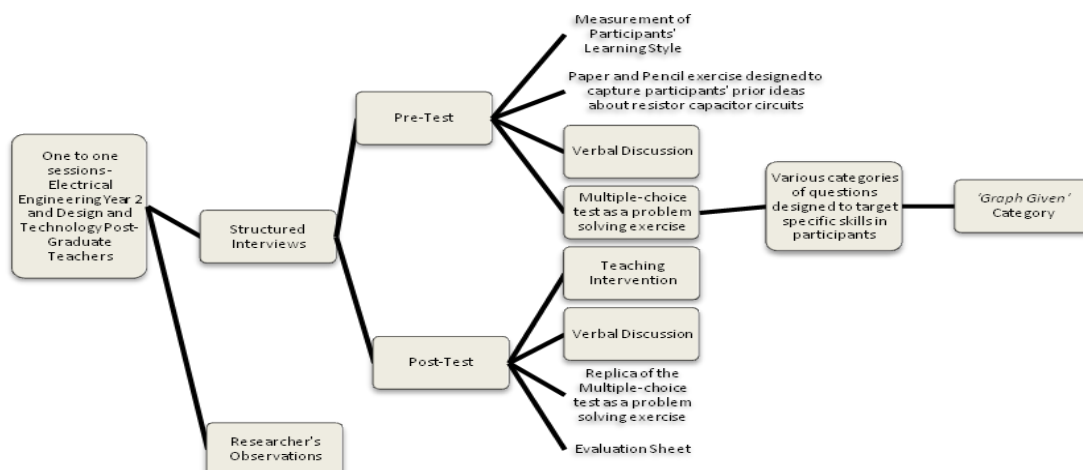 One to one
sessions-
Electrical
Engineering Year 2
and Design and
Technology Post-
Graduate
Teachers
Structured
Interviews
Researcher's
Observations
Pre-Test
Post-Test
Measurement of
Participants'
Learning Style
Paper and Pencil exercise designed to
capture participants' prior ideas
about resistor capacitor circuits
Verbal Discussion
Multiple-choice
test as a problem
solving exercise
Teaching
Intervention
Verbal Discussion
Replica of the
Multiple-choice
test as a problem
solving exercise
Evaluation Sheet
Various categories
of questions
designed to target
specific skills in
participants
'Graph Given'
Category